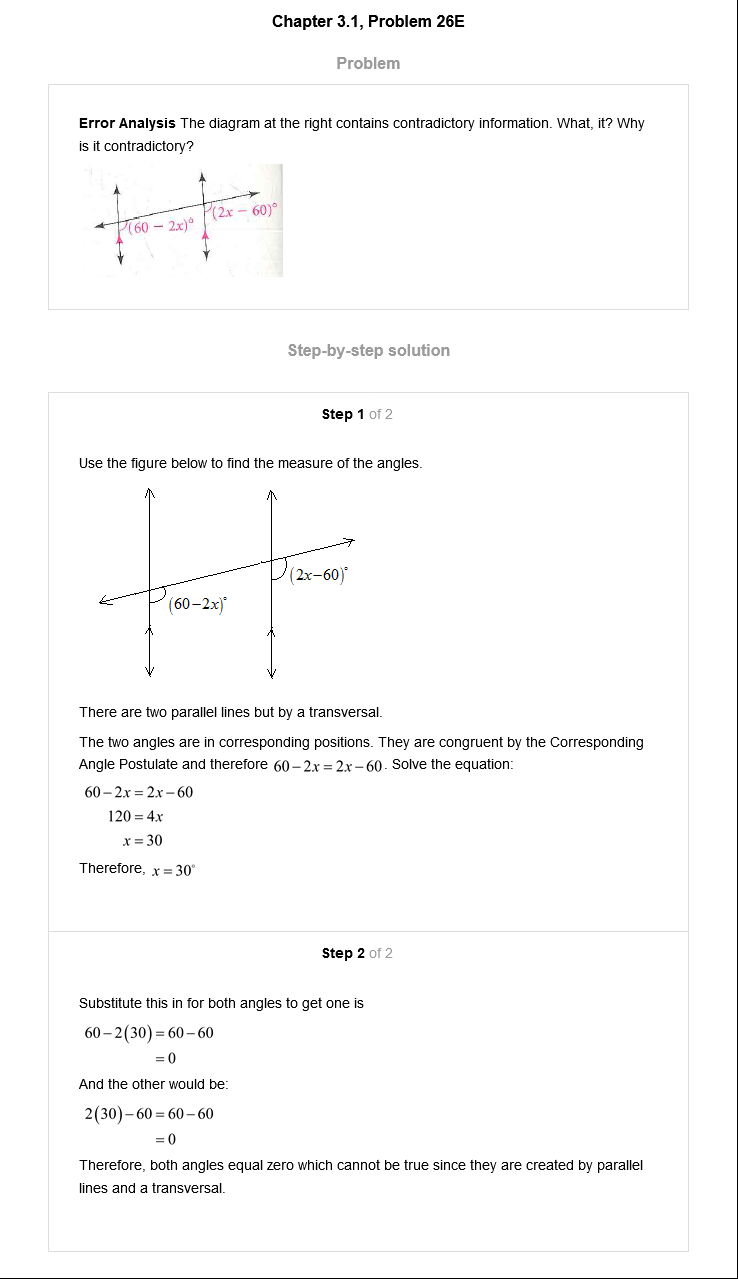 Chapter 3.1, Problem 26E
Problem
Error Analysis The diagram at the right contains contradictory information. What, it? Why
is it contradictory?
(2x − 60)°
(60 − 2x)°
Step-by-step solution
Step 1 of 2
Use the figure below to find the measure of the angles.
(2x−60)°
(60−2x)°
There are two parallel lines but by a transversal.
The two angles are in corresponding positions. They are congruent by the Corresponding
Angle Postulate and therefore 60−2x = 2x−60. Solve the equation:
60−2x = 2x−60
120 = 4x
x = 30
Therefore, x = 30°
Step 2 of 2
Substitute this in for both angles to get one is
60−2(30) = 60−60
= 0
And the other would be:
2(30)−60 = 60−60
= 0
Therefore, both angles equal zero which cannot be true since they are created by parallel
lines and a transversal.